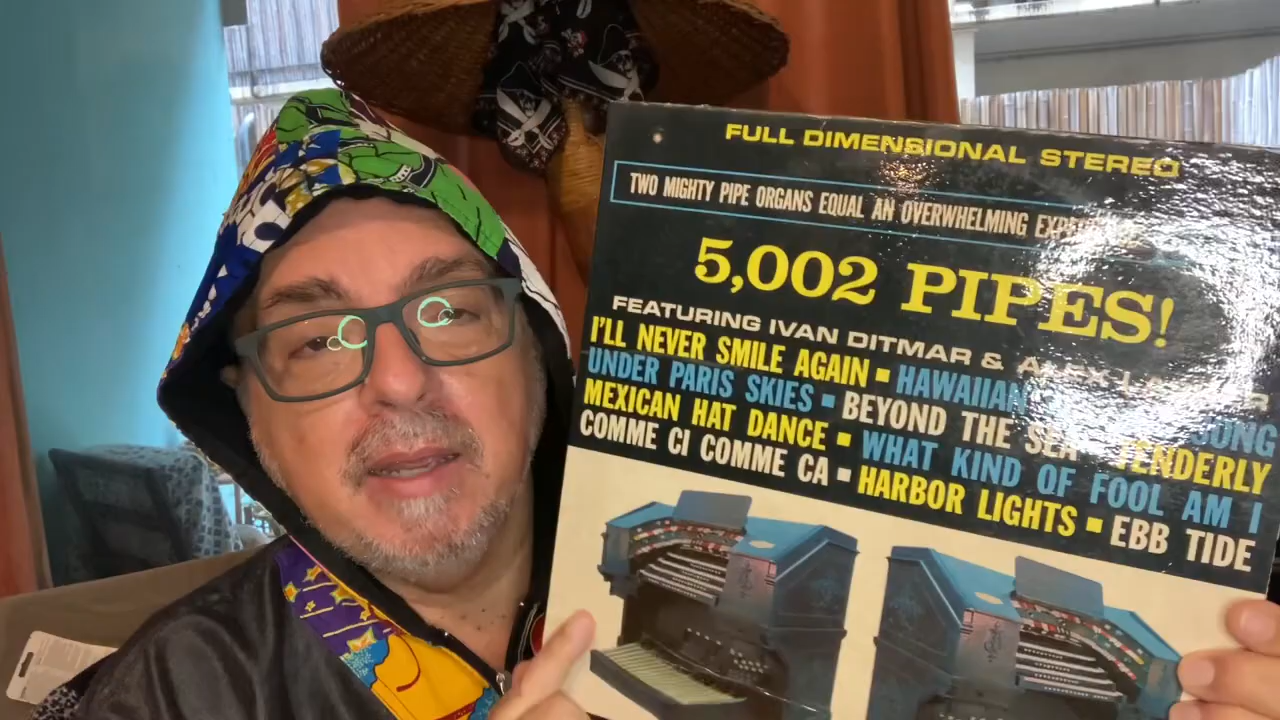 FULL DIMENSIONAL STEREO
TWO MIGHTY PIPE ORGANS EQUAL AN OVERWHELMING
5,002 PIPES!
FEATURING IVAN DITMAR &
I'LL NEVER SMILE AGAIN ▪ HAWAIIAN SONG
UNDER PARIS SKIES ▪ BEYOND THE SEA ▪ TENDERLY
MEXICAN HAT DANCE ▪ WHAT KIND OF FOOL AM I
COMME CI COMME CA ▪ HARBOR LIGHTS ▪ EBB TIDE